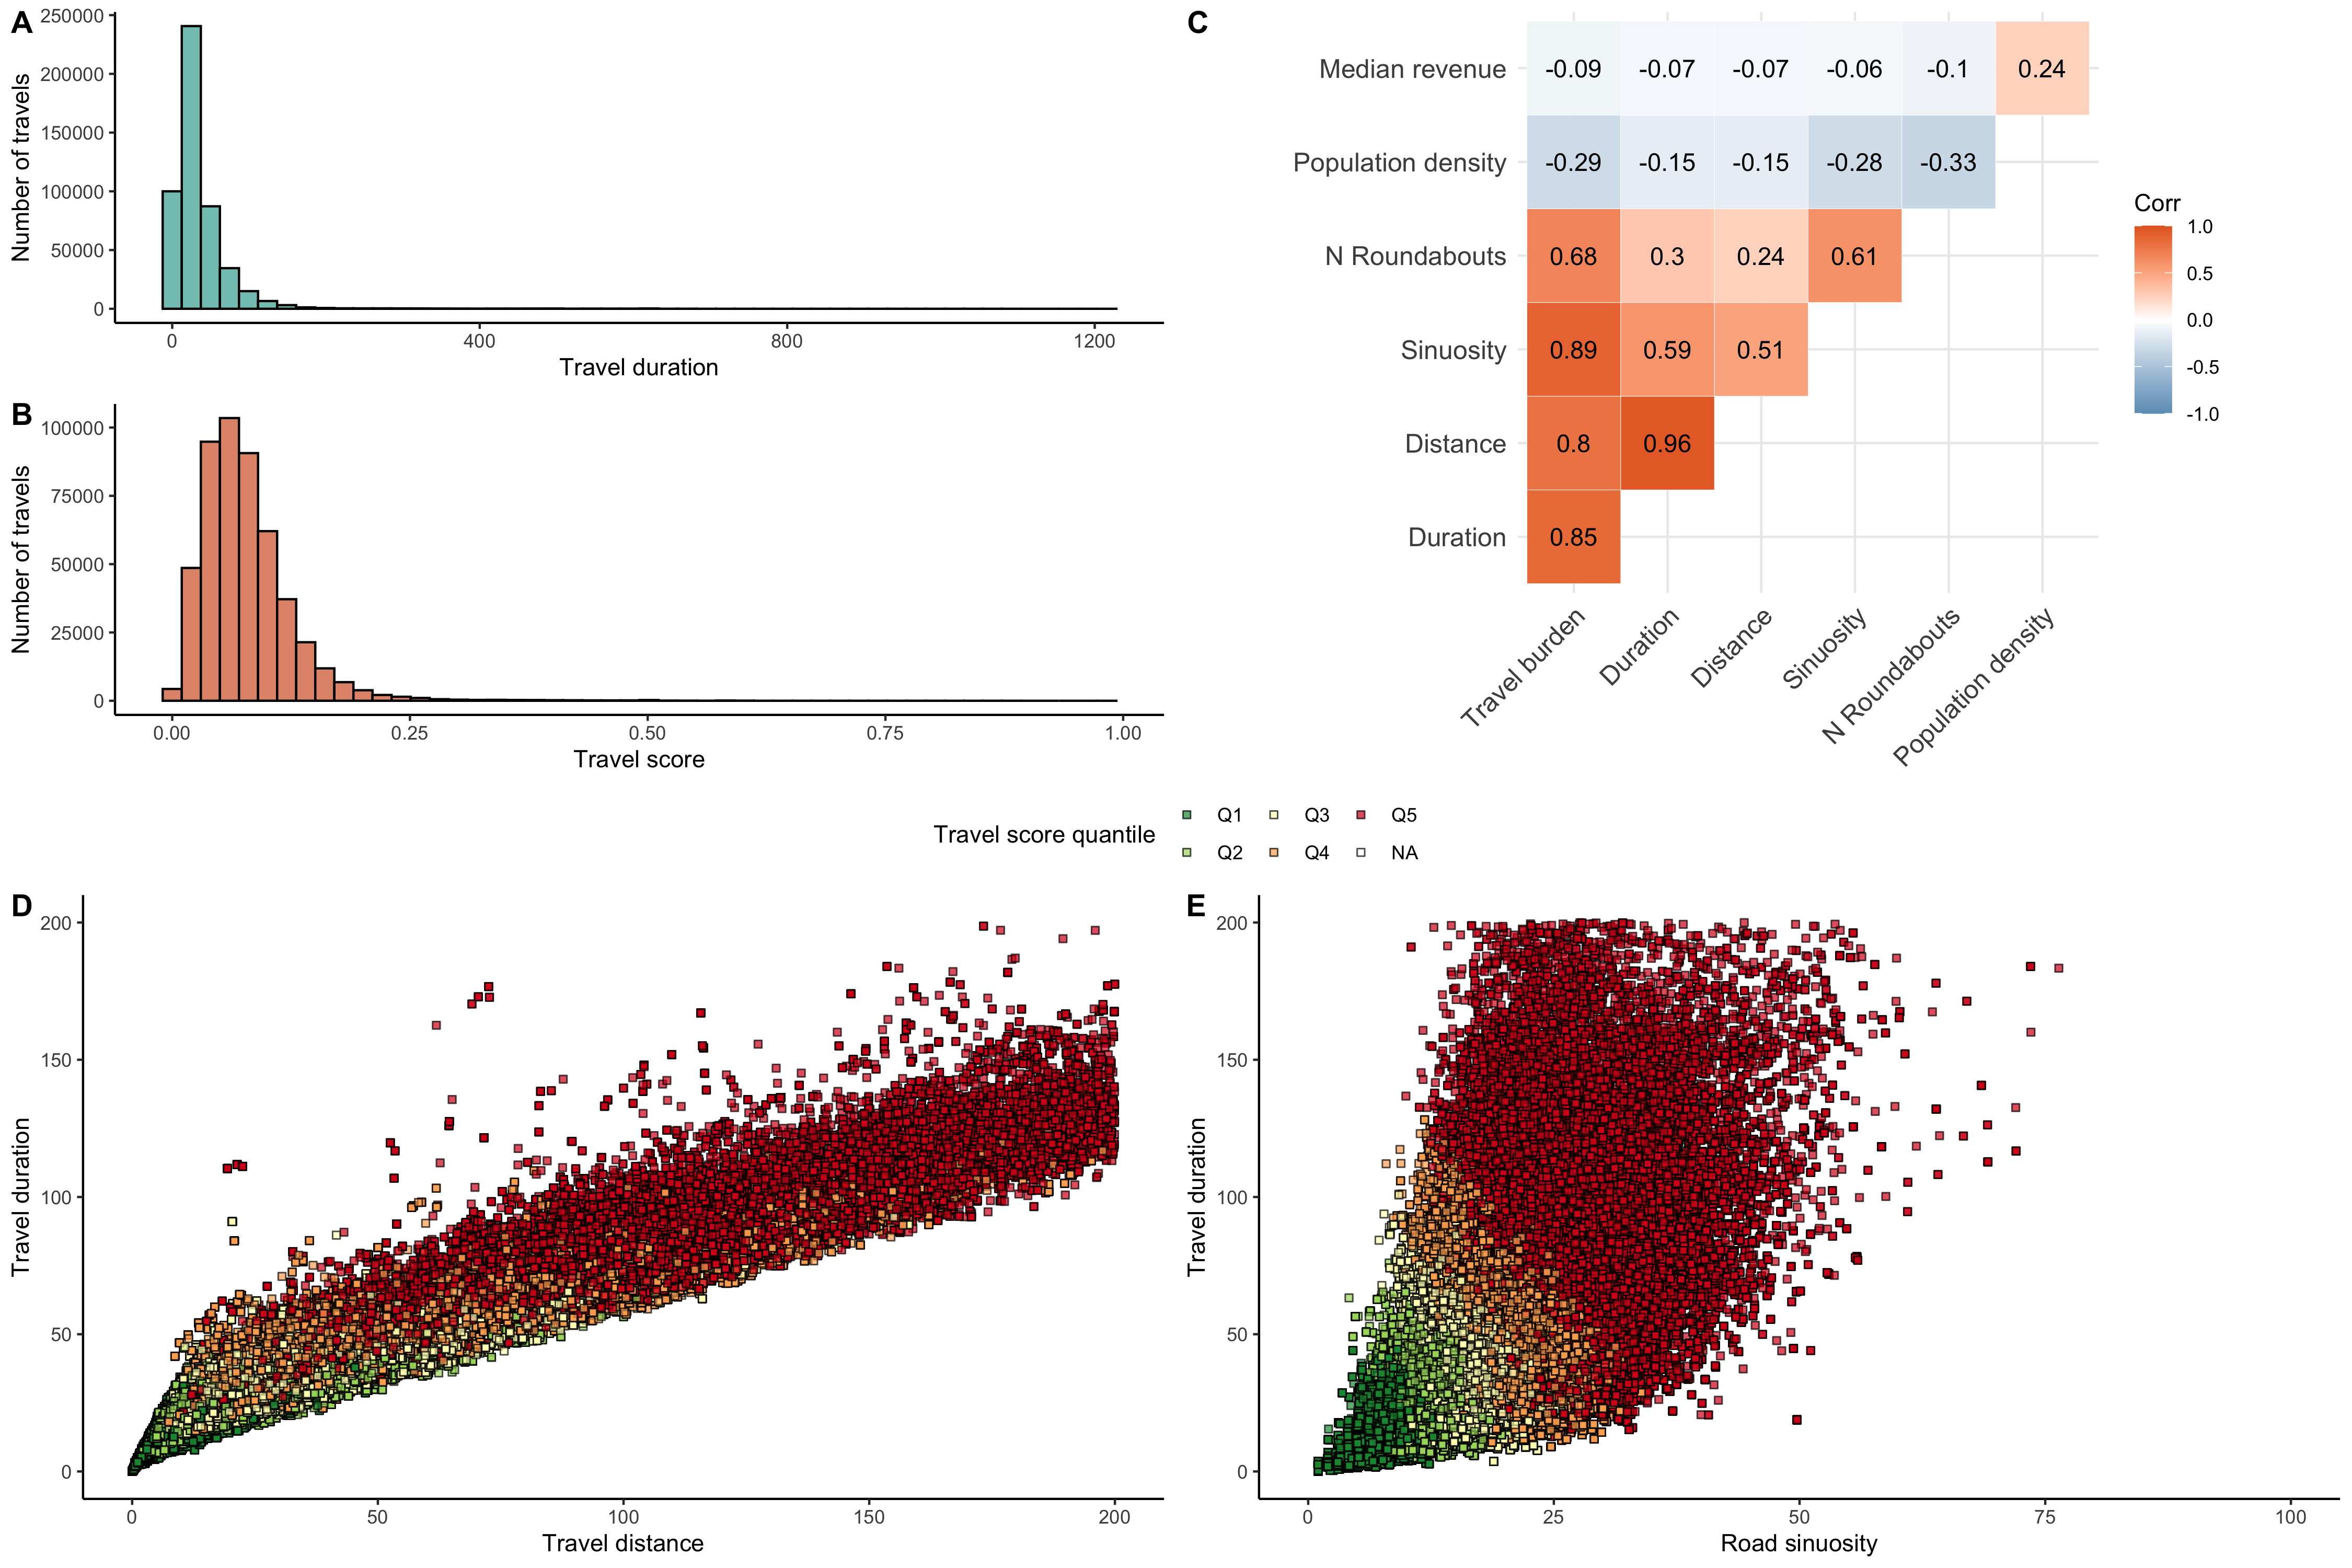 A
Number of travels
250000
200000
150000
100000
50000
0
0 400 800 1200
Travel duration
B
Number of travels
100000
75000
50000
25000
0
0.00 0.25 0.50 0.75 1.00
Travel score
C
Median revenue -0.09 -0.07 -0.07 -0.06 -0.1 0.24
Population density -0.29 -0.15 -0.15 -0.28 -0.33
N Roundabouts 0.68 0.3 0.24 0.61
Sinuosity 0.89 0.59 0.51
Distance 0.8 0.96
Duration 0.85
Travel burden Duration Distance Sinuosity N Roundabouts Population density
Corr
1.0
0.5
0.0
-0.5
-1.0
Travel score quantile
Q1 Q3 Q5
Q2 Q4 NA
D
Travel duration
200
150
100
50
0
0 50 100 150 200
Travel distance
E
Travel duration
200
150
100
50
0
0 25 50 75 100
Road sinuosity